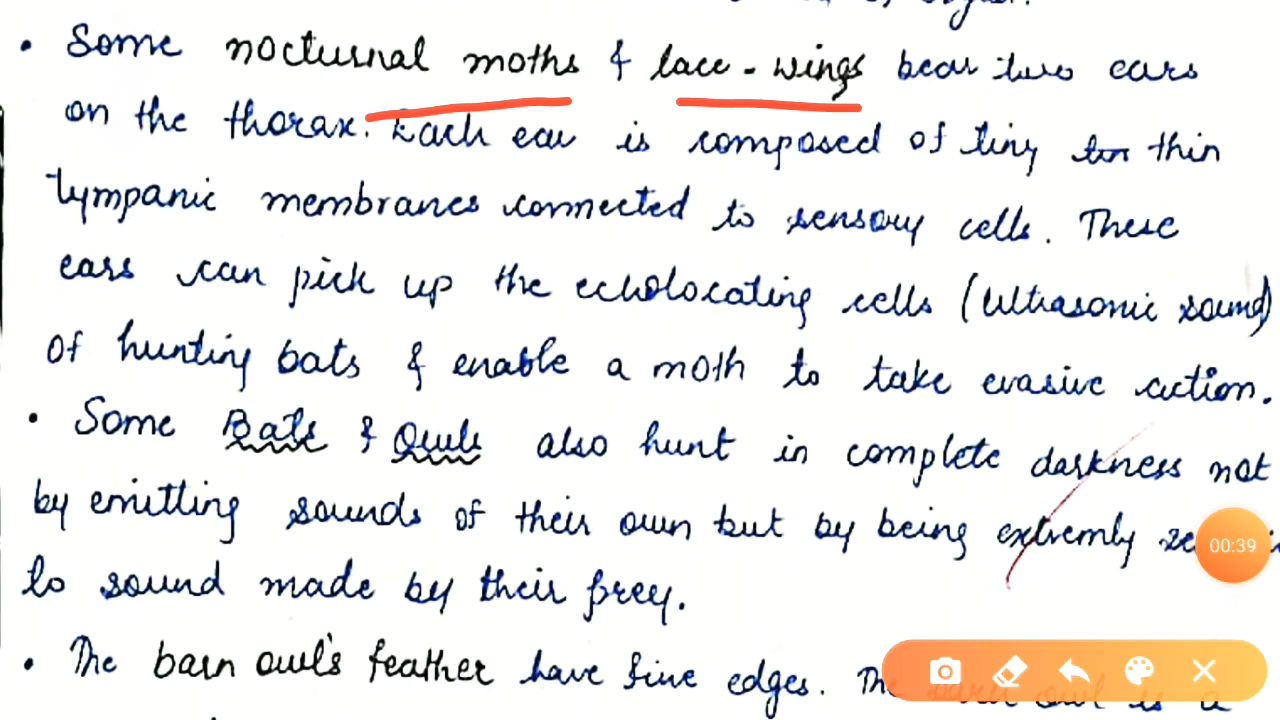 • Some nocturnal moths & lace-wings bear two ears
on the thorax. Each ear is composed of tiny thin
tympanic membranes connected to sensory cells. These
ears can pick up the echolocating cells (ultrasonic sound)
of hunting bats & enable a moth to take evasive action.
• Some Bats & Owls also hunt in complete darkness not
by emitting sounds of their own but by being extremly
00:39
to sound made by their prey.
• The barn owl's feather have fine edges. The barn owl is a